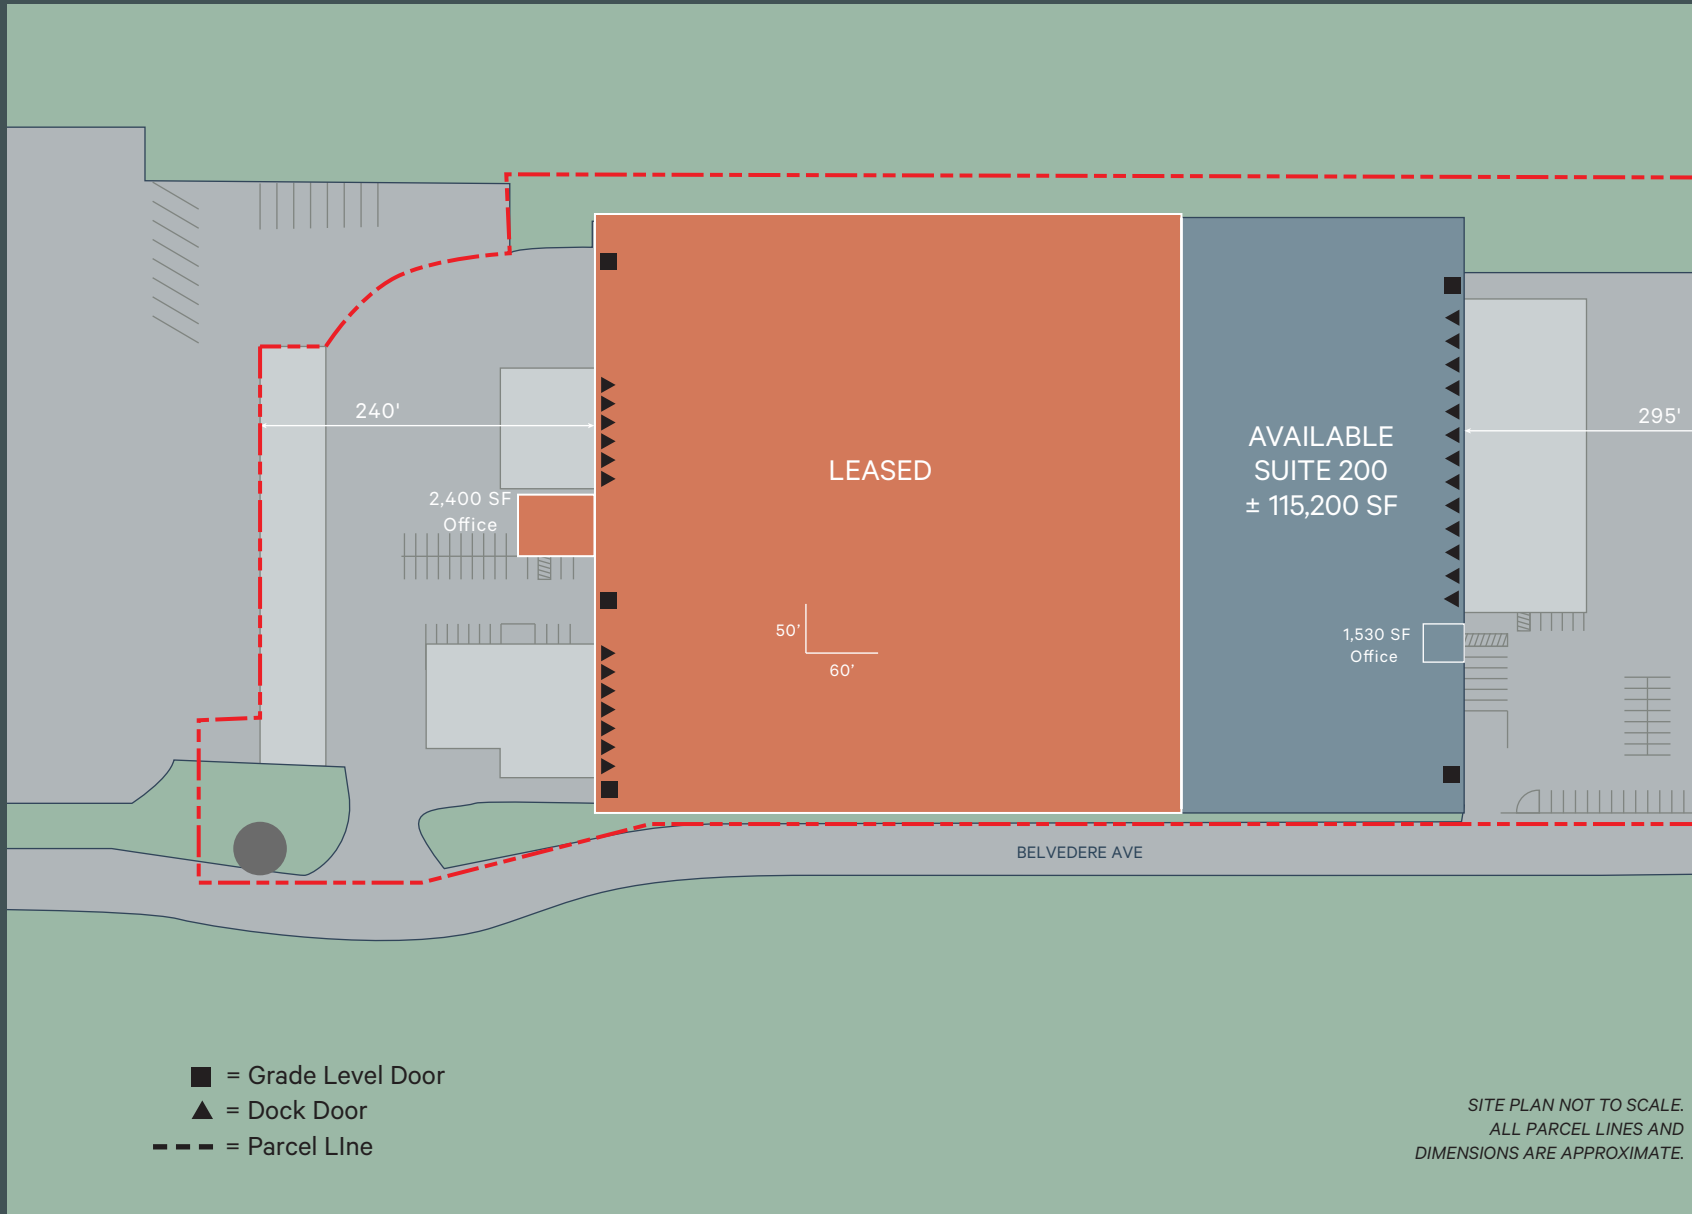 240'
295'
2,400 SF
Office
LEASED
AVAILABLE
SUITE 200
± 115,200 SF
50'
60'
1,530 SF
Office
BELVEDERE AVE
= Grade Level Door
= Dock Door
= Parcel LIne
SITE PLAN NOT TO SCALE.
ALL PARCEL LINES AND
DIMENSIONS ARE APPROXIMATE.